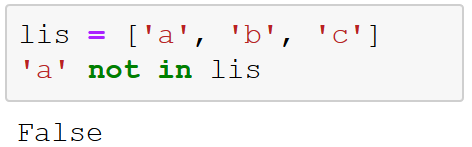 lis = ['a', 'b', 'c']
'a' not in lis
False